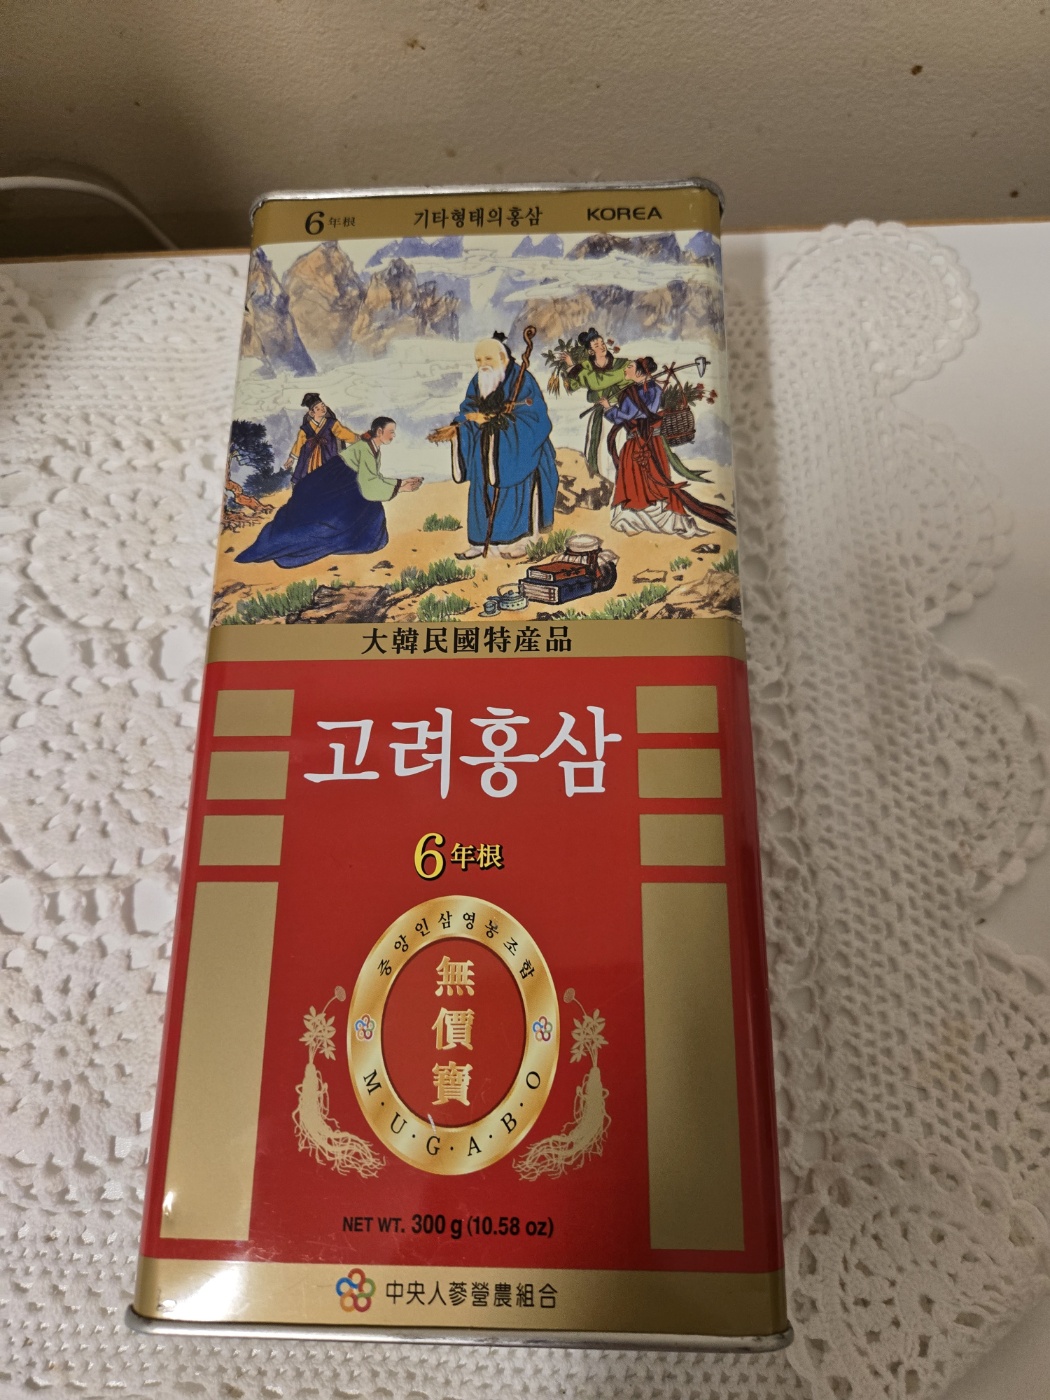 6年根 기타형태의홍삼 KOREA
大韓民國特産品
고려홍삼
6年根
중앙인삼영농조합
無
價
寶
M·U·G·A·B·O
NET WT. 300 g (10.58 oz)
中央人蔘營農組合